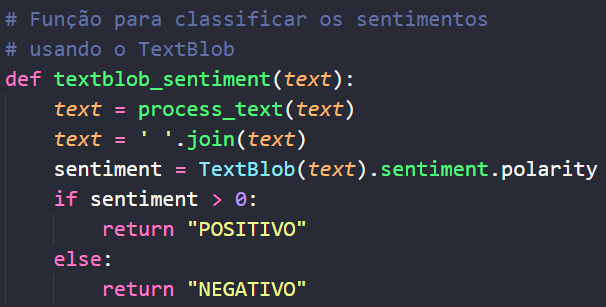 # Função para classificar os sentimentos
# usando o TextBlob
def textblob_sentiment(text):
    text = process_text(text)
    text = ' '.join(text)
    sentiment = TextBlob(text).sentiment.polarity
    if sentiment > 0:
        return "POSITIVO"
    else:
        return "NEGATIVO"